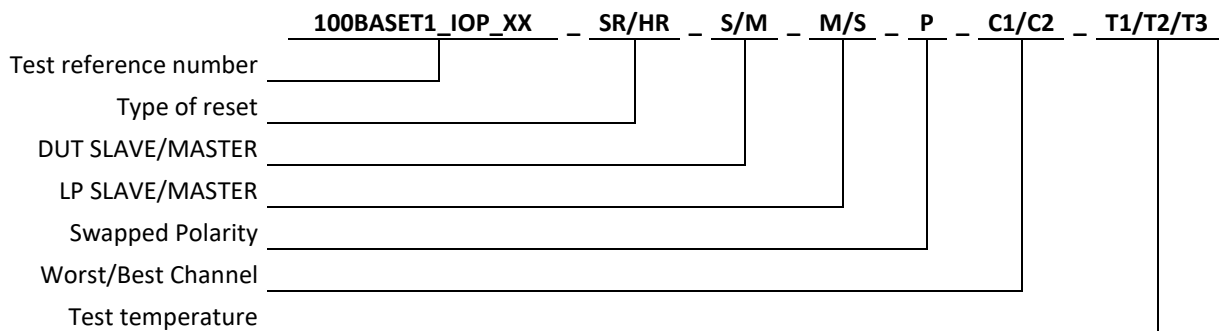 100BASET1_IOP_XX _ SR/HR _ S/M _ M/S _ P _ C1/C2 _ T1/T2/T3
Test reference number
Type of reset
DUT SLAVE/MASTER
LP SLAVE/MASTER
Swapped Polarity
Worst/Best Channel
Test temperature